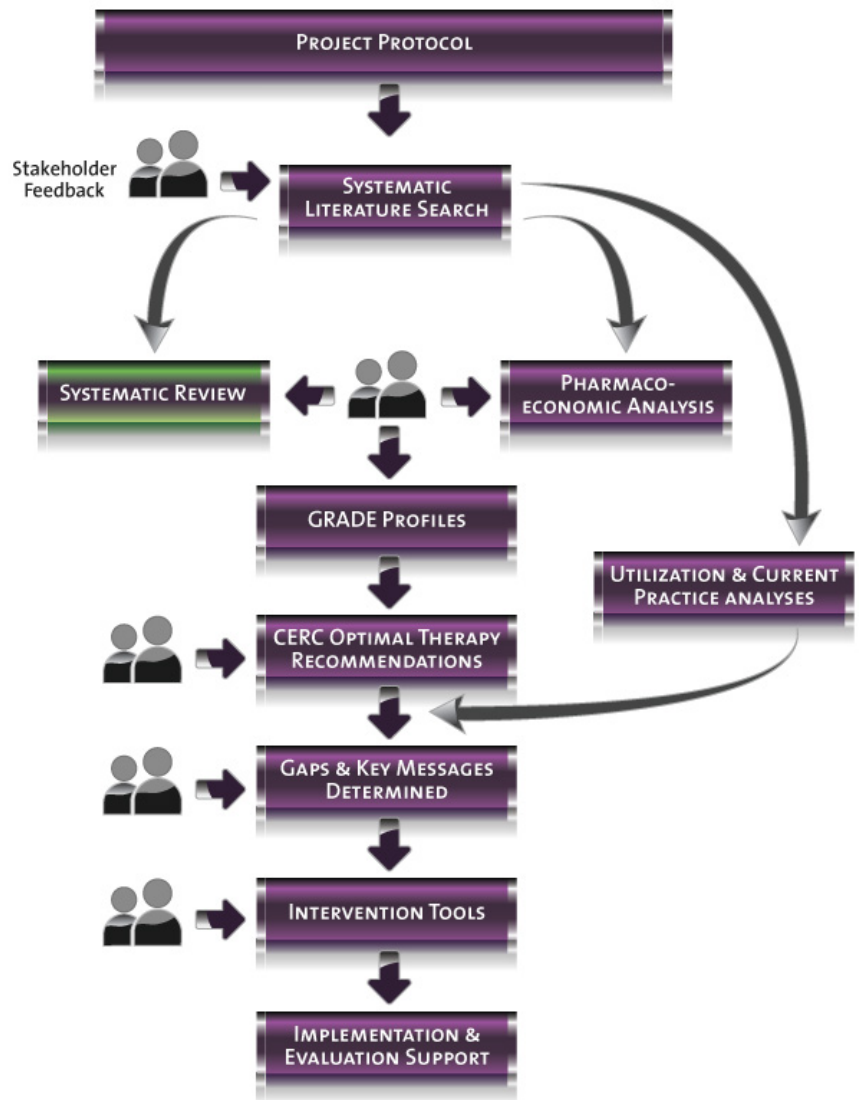 PROJECT PROTOCOL
Stakeholder
Feedback
SYSTEMATIC
LITERATURE SEARCH
SYSTEMATIC REVIEW
PHARMACO-
ECONOMIC ANALYSIS
GRADE PROFILES
UTILIZATION & CURRENT
PRACTICE ANALYSES
CERC OPTIMAL THERAPY
RECOMMENDATIONS
GAPS & KEY MESSAGES
DETERMINED
INTERVENTION TOOLS
IMPLEMENTATION &
EVALUATION SUPPORT